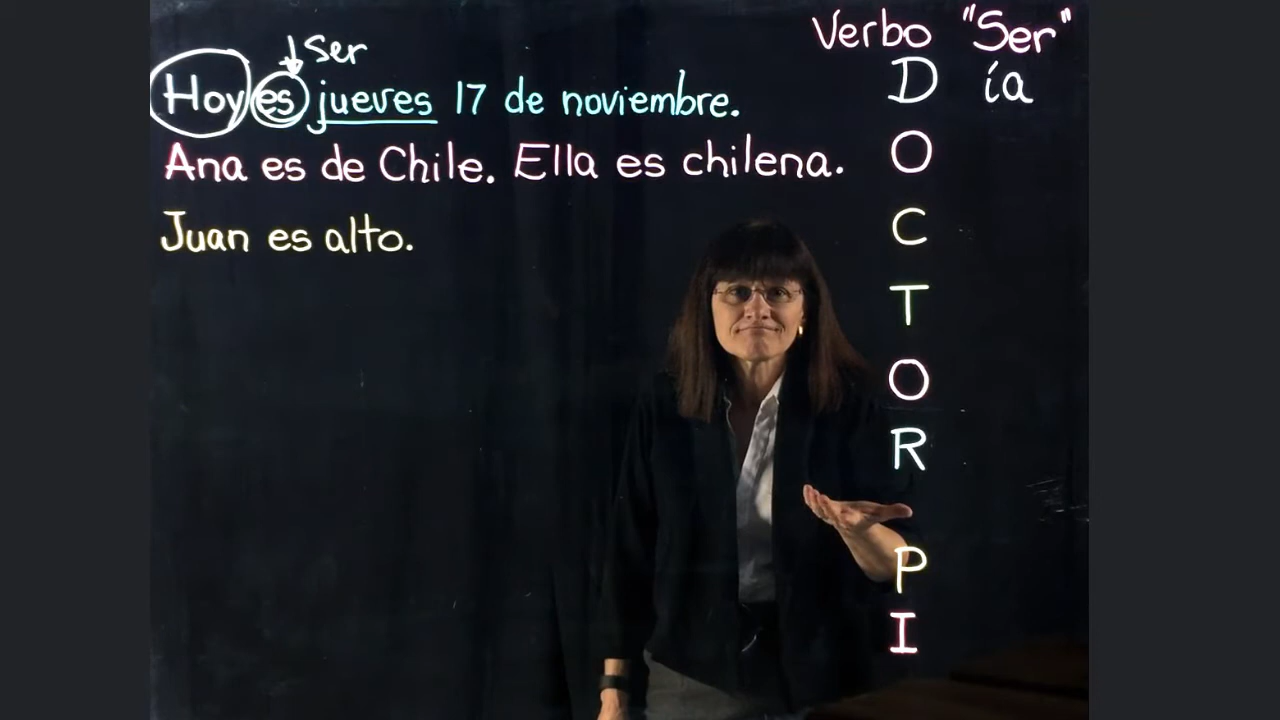 Verbo "Ser"
Ser
Hoy es jueves 17 de noviembre.
Ana es de Chile. Ella es chilena.
Juan es alto.
D ía
O
C
T
O
R
P
I